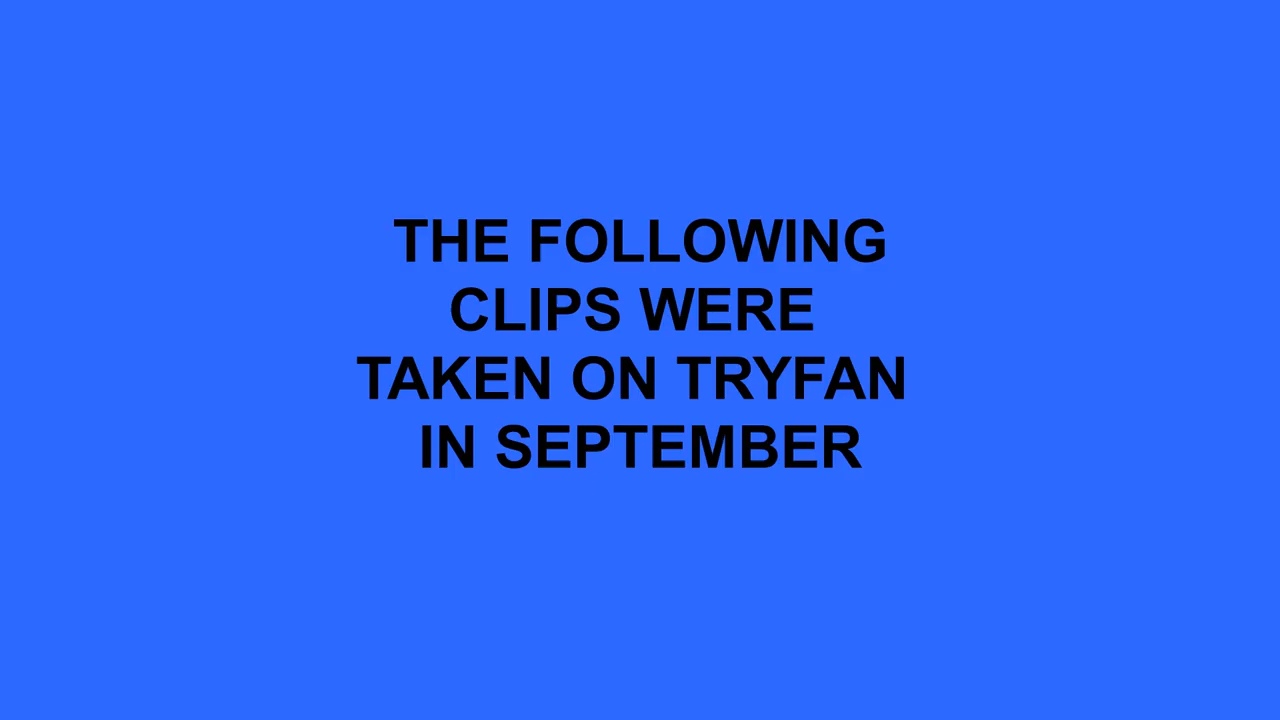 THE FOLLOWING
CLIPS WERE
TAKEN ON TRYFAN
IN SEPTEMBER